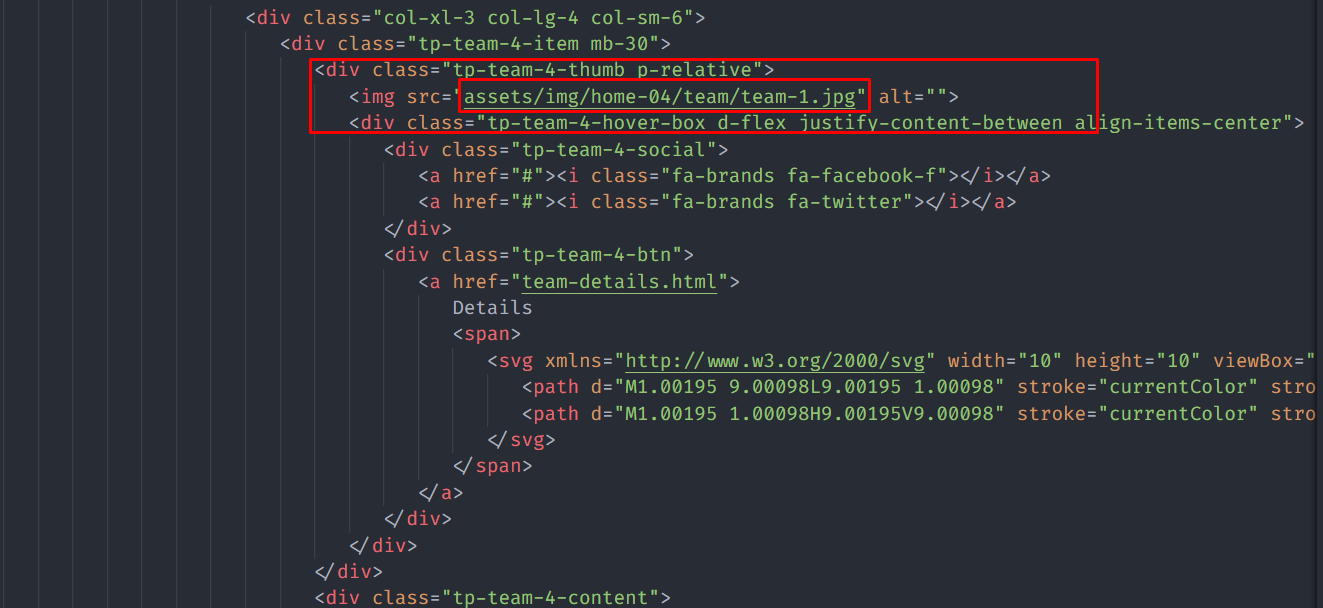 <div class="col-xl-3 col-lg-4 col-sm-6">
<div class="tp-team-4-item mb-30">
<div class="tp-team-4-thumb p-relative">
<img src="assets/img/home-04/team/team-1.jpg" alt="">
<div class="tp-team-4-hover-box d-flex justify-content-between align-items-center">
<div class="tp-team-4-social">
<a href="#"><i class="fa-brands fa-facebook-f"></i></a>
<a href="#"><i class="fa-brands fa-twitter"></i></a>
</div>
<div class="tp-team-4-btn">
<a href="team-details.html">
Details
<span>
<svg xmlns="http://www.w3.org/2000/svg" width="10" height="10" viewBox="
<path d="M1.00195 9.00098L9.00195 1.00098" stroke="currentColor" stro
<path d="M1.00195 1.00098H9.00195V9.00098" stroke="currentColor" stro
</svg>
</span>
</a>
</div>
</div>
</div>
<div class="tp-team-4-content">